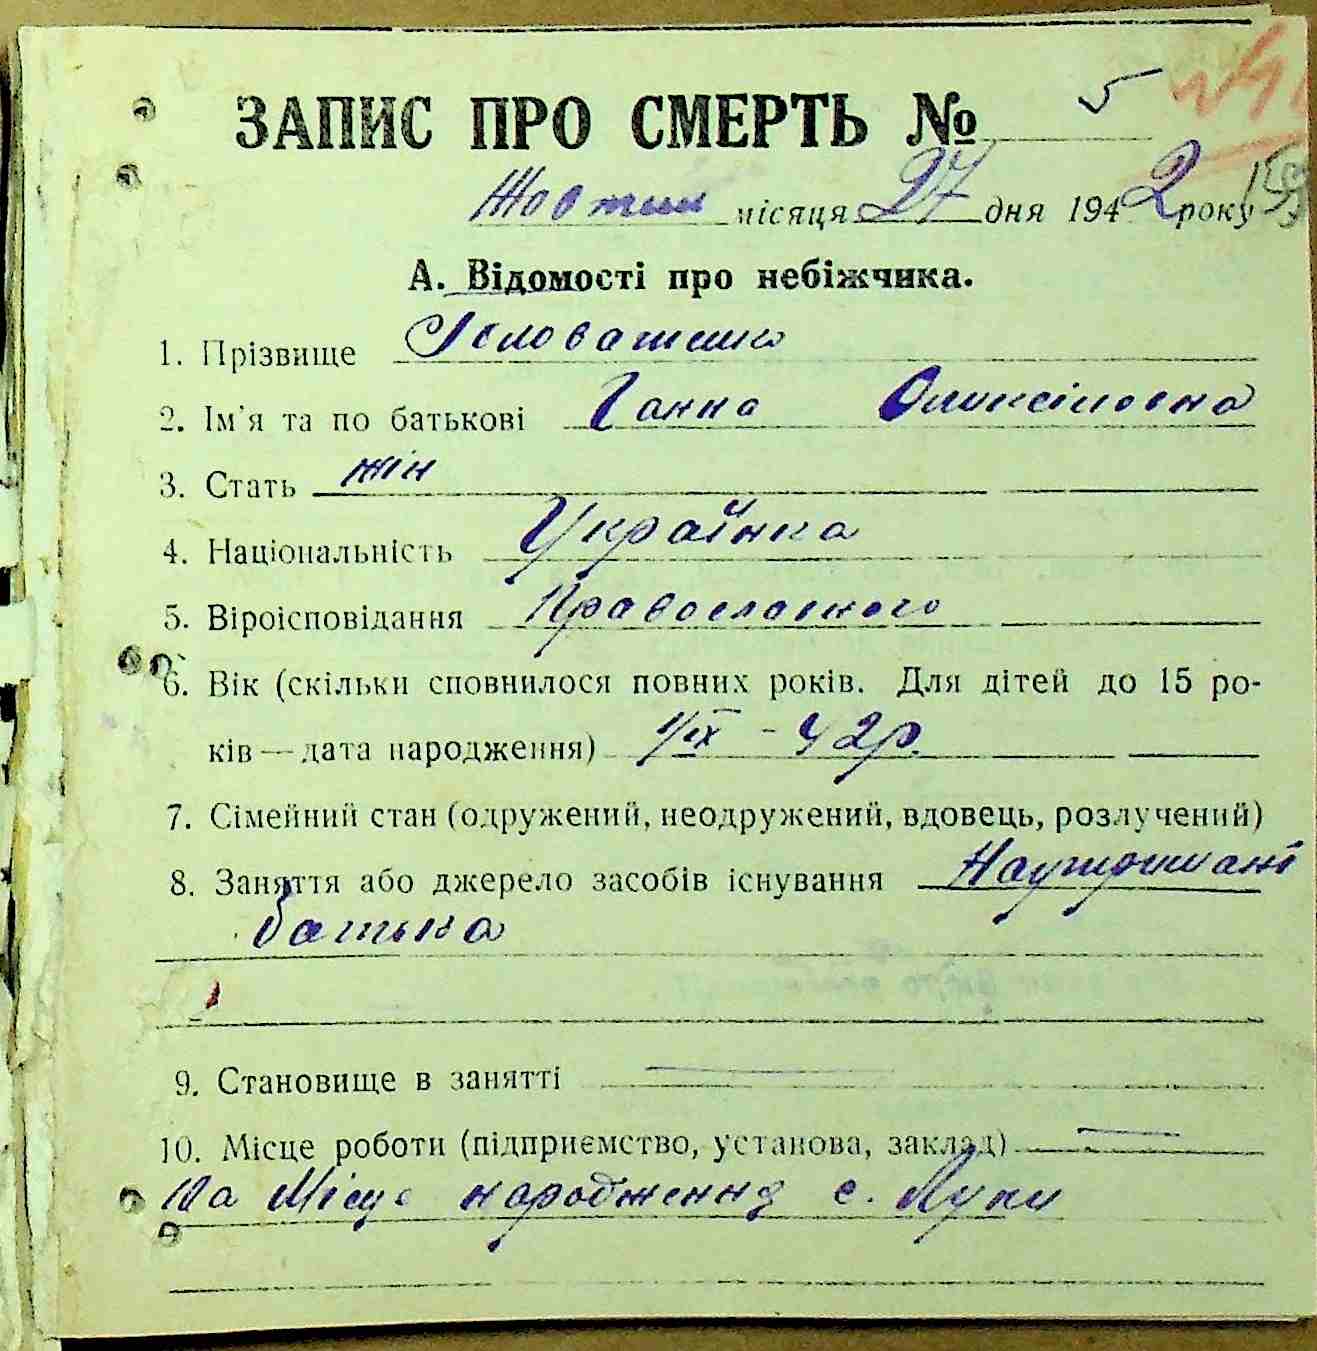 ЗАПИС ПРО СМЕРТЬ № 5
Жовтня місяця 27 дня 1942 року
А. Відомості про небіжчика.
1. Прізвище
2. Ім'я та по батькові Ганна Олексіївна
3. Стать жін
4. Національність Українка
5. Віроісповідання Православного
6. Вік (скільки сповнилося повних років. Для дітей до 15 ро-
ків — дата народження) 1/IX - 42р.
7. Сімейний стан (одружений, неодружений, вдовець, розлучений)
8. Заняття або джерело засобів існування На
батька
9. Становище в занятті —
10. Місце роботи (підприємство, установа, заклад) —
На Місце народження с. Луки